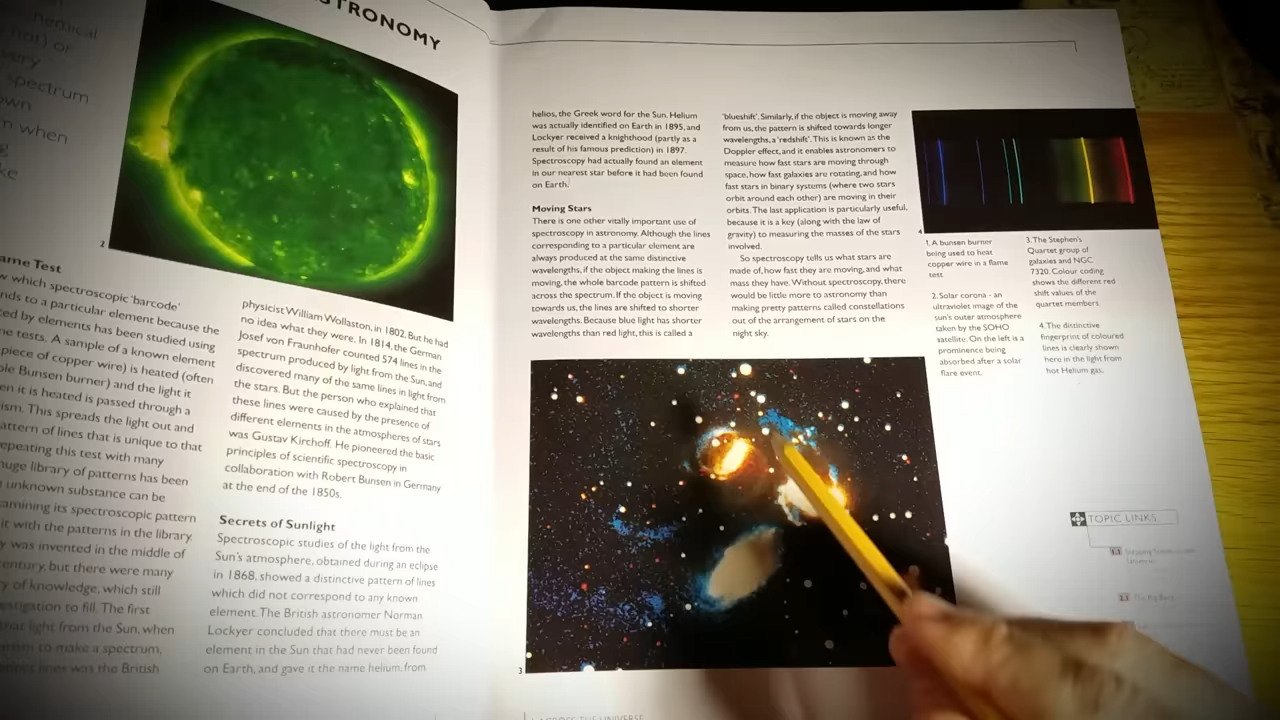 hemical
not) or
very
spectrum
own
n when
g
ke
STRONOMY
2
ame Test
w which spectroscopic 'barcode'
nds to a particular element because the
ced by elements has been studied using
ne tests. A sample of a known element
piece of copper wire) is heated (often
ble Bunsen burner) and the light it
en it is heated is passed through a
ism. This spreads the light out and
attern of lines that is unique to that
epeating this test with many
huge library of patterns has been
unknown substance can be
amining its spectroscopic pattern
it with the patterns in the library.
y was invented in the middle of
century, but there were many
y of knowledge, which still
estigation to fill. The first
that light from the Sun, when
to make a spectrum,
lines was the British
physicist William Wollaston, in 1802. But he had
no idea what they were. In 1814, the German
Josef von Fraunhofer counted 574 lines in the
spectrum produced by light from the Sun, and
discovered many of the same lines in light from
the stars. But the person who explained that
these lines were caused by the presence of
different elements in the atmospheres of stars
was Gustav Kirchoff. He pioneered the basic
principles of scientific spectroscopy in
collaboration with Robert Bunsen in Germany
at the end of the 1850s.
Secrets of Sunlight
Spectroscopic studies of the light from the
Sun's atmosphere, obtained during an eclipse
in 1868, showed a distinctive pattern of lines
which did not correspond to any known
element. The British astronomer Norman
Lockyer concluded that there must be an
element in the Sun that had never been found
on Earth, and gave it the name helium, from
helios, the Greek word for the Sun. Helium
was actually identified on Earth in 1895, and
Lockyer received a knighthood (partly as a
result of his famous prediction) in 1897.
Spectroscopy had actually found an element
in our nearest star before it had been found
on Earth.
Moving Stars
There is one other vitally important use of
spectroscopy in astronomy. Although the lines
corresponding to a particular element are
always produced at the same distinctive
wavelengths, if the object making the lines is
moving, the whole barcode pattern is shifted
across the spectrum. If the object is moving
towards us, the lines are shifted to shorter
wavelengths. Because blue light has shorter
wavelengths than red light, this is called a
'blueshift'. Similarly, if the object is moving away
from us, the pattern is shifted towards longer
wavelengths, a 'redshift'. This is known as the
Doppler effect, and it enables astronomers to
measure how fast stars are moving through
space, how fast galaxies are rotating, and how
fast stars in binary systems (where two stars
orbit around each other) are moving in their
orbits. The last application is particularly useful,
because it is a key (along with the law of
gravity) to measuring the masses of the stars
involved.
So spectroscopy tells us what stars are
made of, how fast they are moving, and what
mass they have. Without spectroscopy, there
would be little more to astronomy than
making pretty patterns called constellations
out of the arrangement of stars on the
night sky.
4
1. A bunsen burner
being used to heat
copper wire in a flame
test
2. Solar corona - an
ultraviolet image of the
sun's outer atmosphere
taken by the SOHO
satellite. On the left is a
prominence being
absorbed after a solar
flare event.
3. The Stephen's
Quartet group of
galaxies and NGC
7320. Colour coding
shows the different red
shift values of the
quartet members.
4. The distinctive
fingerprint of coloured
lines is clearly shown
here in the light from
hot Helium gas.
3
TOPIC LINKS
1.1
2.1 The Big Bang
ACROSS THE UNIVERSE